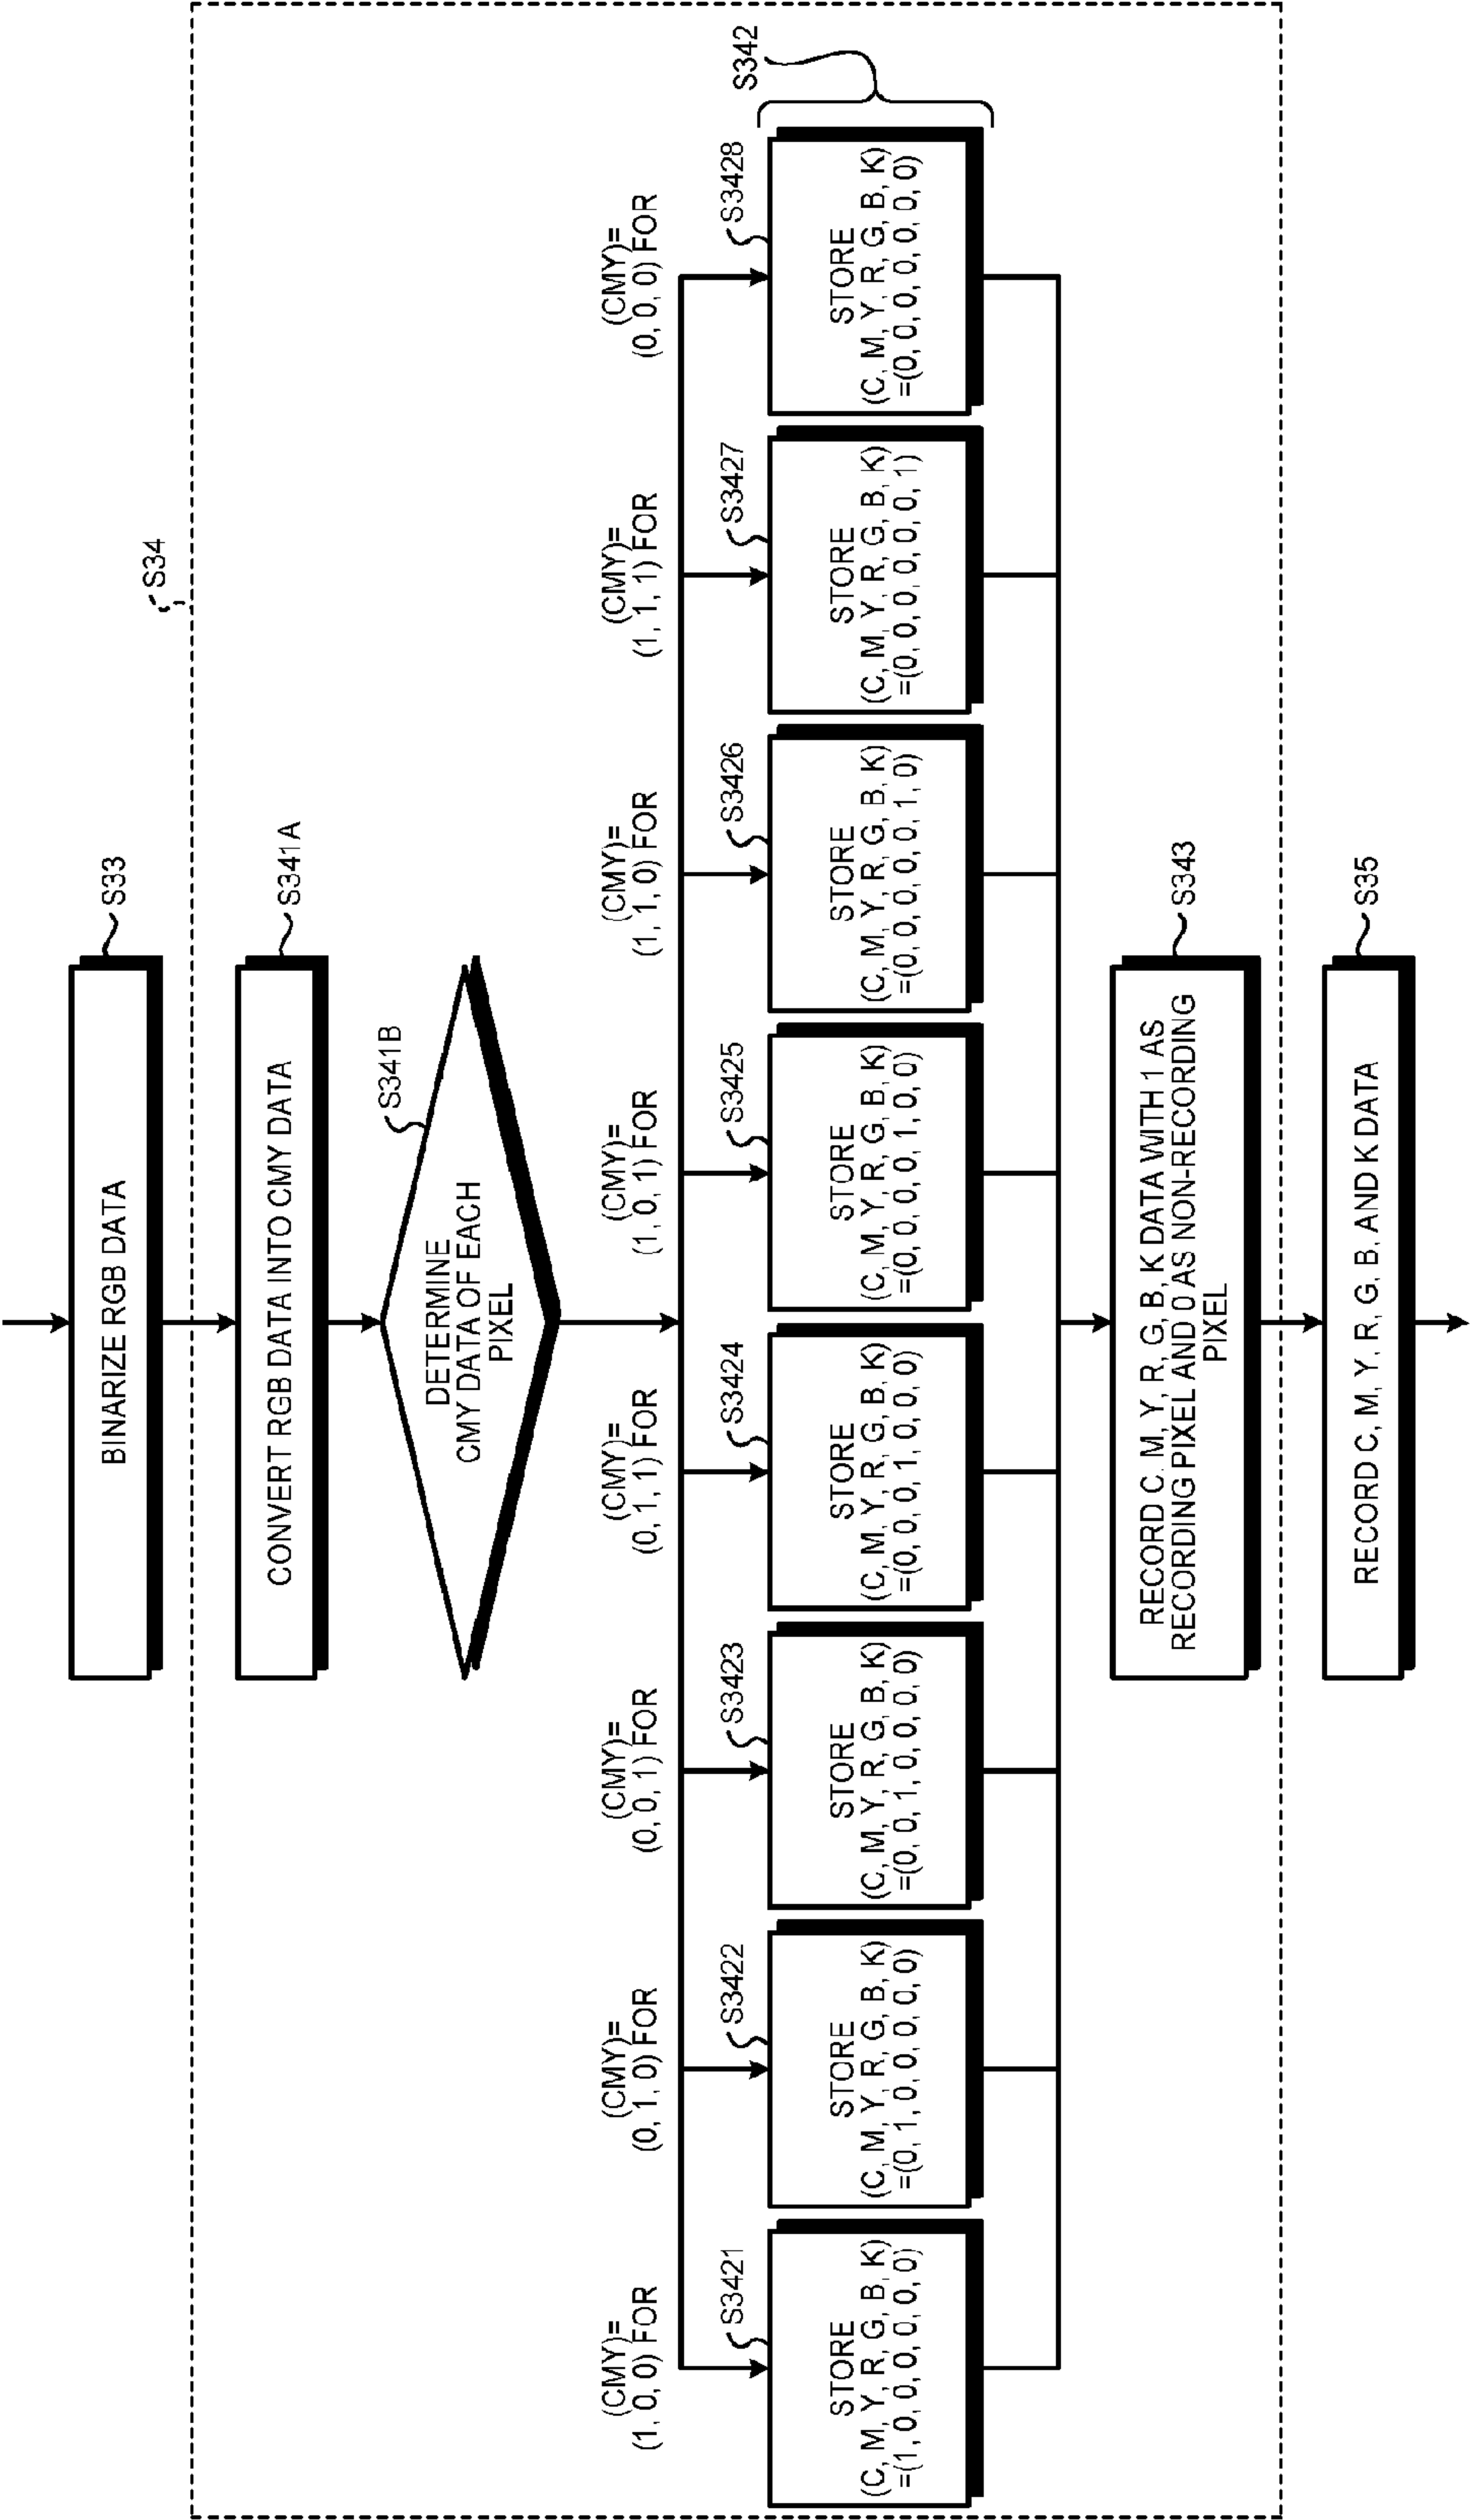 S33
BINARIZE RGB DATA
S34
S341A
CONVERT RGB DATA INTO CMY DATA
S341B
DETERMINE
CMY DATA OF EACH
PIXEL
(CMY)=
(1, 0, 0) FOR
(CMY)=
(0, 1, 0) FOR
(CMY)=
(0, 0, 1) FOR
(CMY)=
(0, 1, 1) FOR
(CMY)=
(1, 0, 1) FOR
(CMY)=
(1, 1, 0) FOR
(CMY)=
(1, 1, 1) FOR
(CMY)=
(0, 0, 0) FOR
S342
S3421
STORE
(C, M, Y, R, G, B, K)
=(1, 0, 0, 0, 0, 0, 0)
S3422
STORE
(C, M, Y, R, G, B, K)
=(0, 1, 0, 0, 0, 0, 0)
S3423
STORE
(C, M, Y, R, G, B, K)
=(0, 0, 1, 0, 0, 0, 0)
S3424
STORE
(C, M, Y, R, G, B, K)
=(0, 0, 0, 1, 0, 0, 0)
S3425
STORE
(C, M, Y, R, G, B, K)
=(0, 0, 0, 0, 1, 0, 0)
S3426
STORE
(C, M, Y, R, G, B, K)
=(0, 0, 0, 0, 0, 1, 0)
S3427
STORE
(C, M, Y, R, G, B, K)
=(0, 0, 0, 0, 0, 0, 1)
S3428
STORE
(C, M, Y, R, G, B, K)
=(0, 0, 0, 0, 0, 0, 0)
S343
RECORD C, M, Y, R, G, B, K DATA WITH 1 AS
RECORDING PIXEL AND 0 AS NON-RECORDING
PIXEL
S35
RECORD C, M, Y, R, G, B, AND K DATA